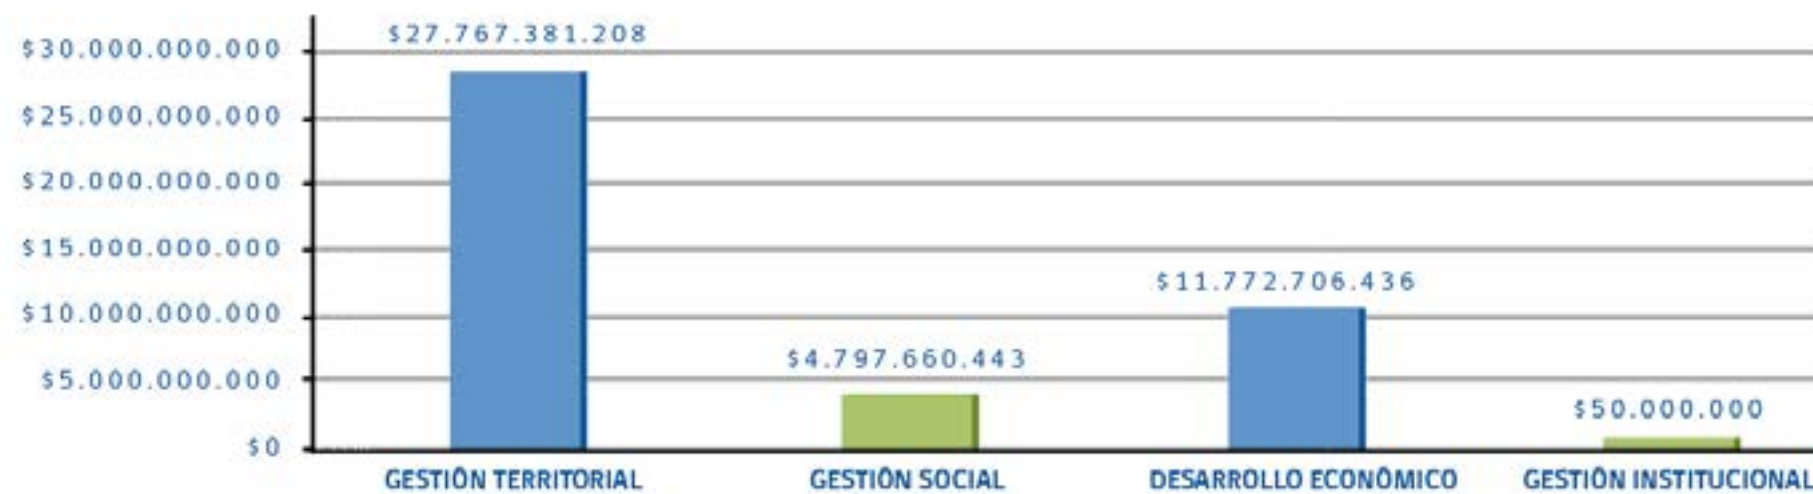 $27.767.381.208
$30.000.000.000
$25.000.000.000
$20.000.000.000
$15.000.000.000
$11.772.706.436
$10.000.000.000
$4.797.660.443
$5.000.000.000
$50.000.000
$0
GESTIÓN TERRITORIAL
GESTIÓN SOCIAL
DESARROLLO ECONÓMICO
GESTIÓN INSTITUCIONAL